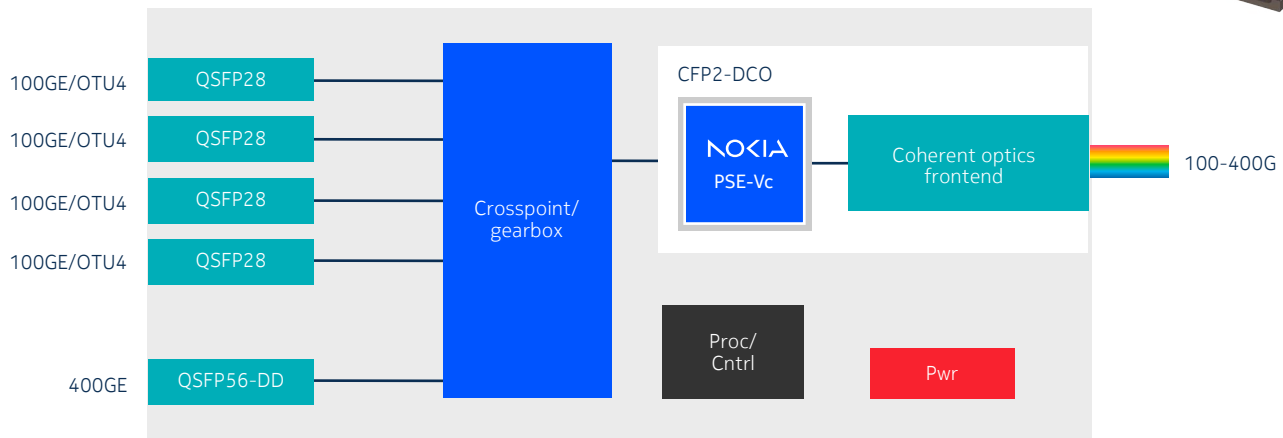 100GE/OTU4
QSFP28
100GE/OTU4
QSFP28
100GE/OTU4
QSFP28
100GE/OTU4
QSFP28
400GE
QSFP56-DD
Crosspoint/
gearbox
CFP2-DCO
NOKIA
PSE-Vc
Coherent optics
frontend
100-400G
Proc/
Cntrl
Pwr